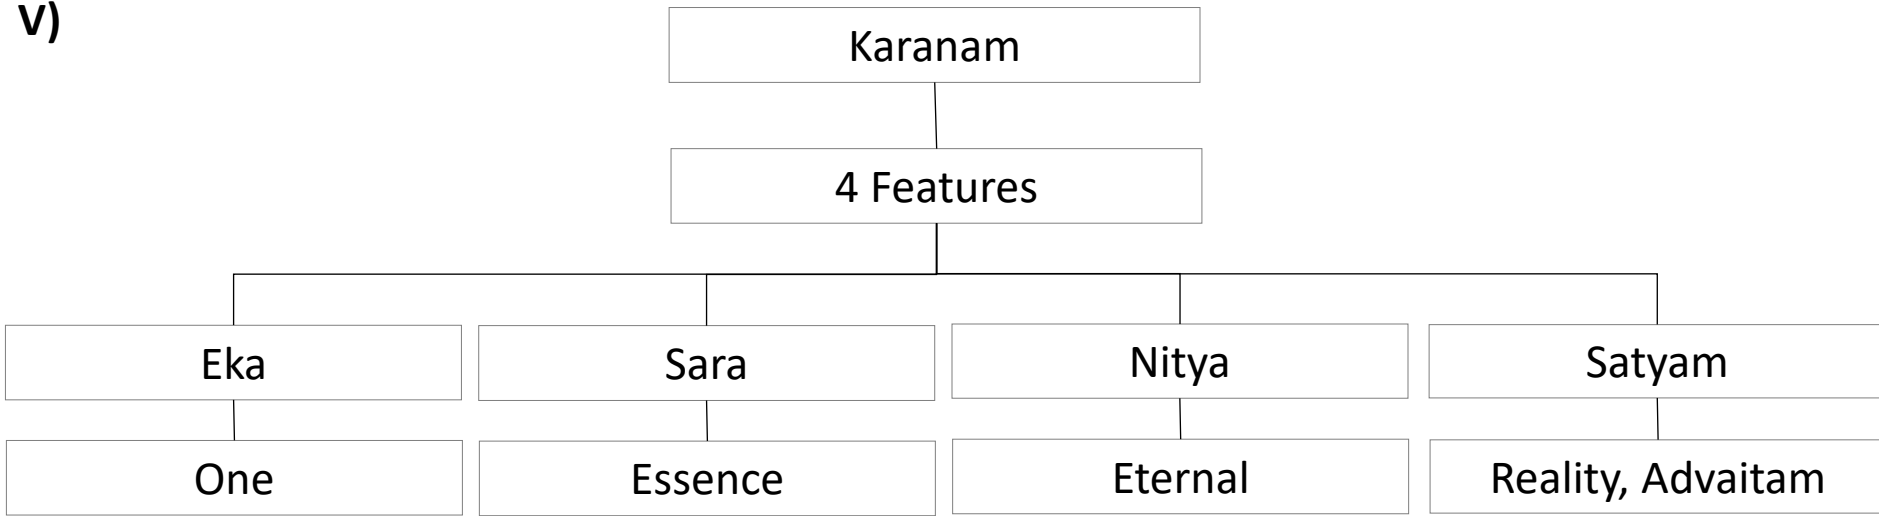 V)
Karanam
4 Features
Eka
Sara
Nitya
Satyam
One
Essence
Eternal
Reality, Advaitam